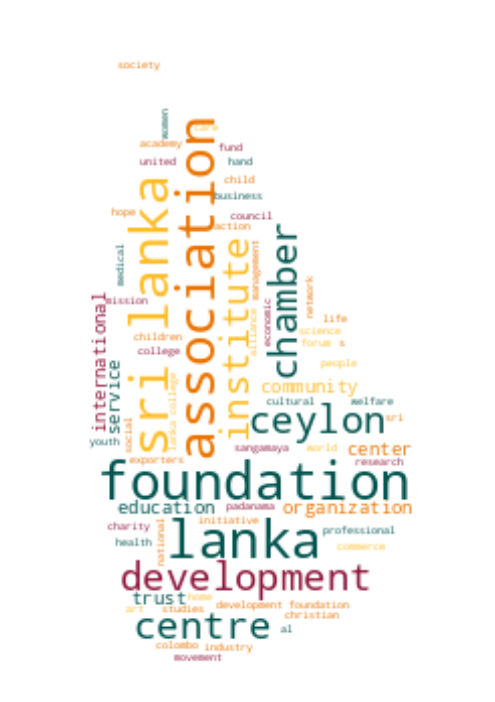 society
women
care
academy
fund
united
hand
child
business
hope
council
action
association
sri lanka
institute
chamber
medical
management
network
mission
economic
international
life
science
children
alliance
forum
s
college
people
service
lanka college
community
cultural
welfare
ceylon
sri
social
youth
sangamaya
world
center
exporters
research
foundation
education
padanama
organization
initiative
charity
national
lanka
professional
health
commerce
development
trust
home
art
studies
development foundation
christian
centre
al
colombo
industry
movement